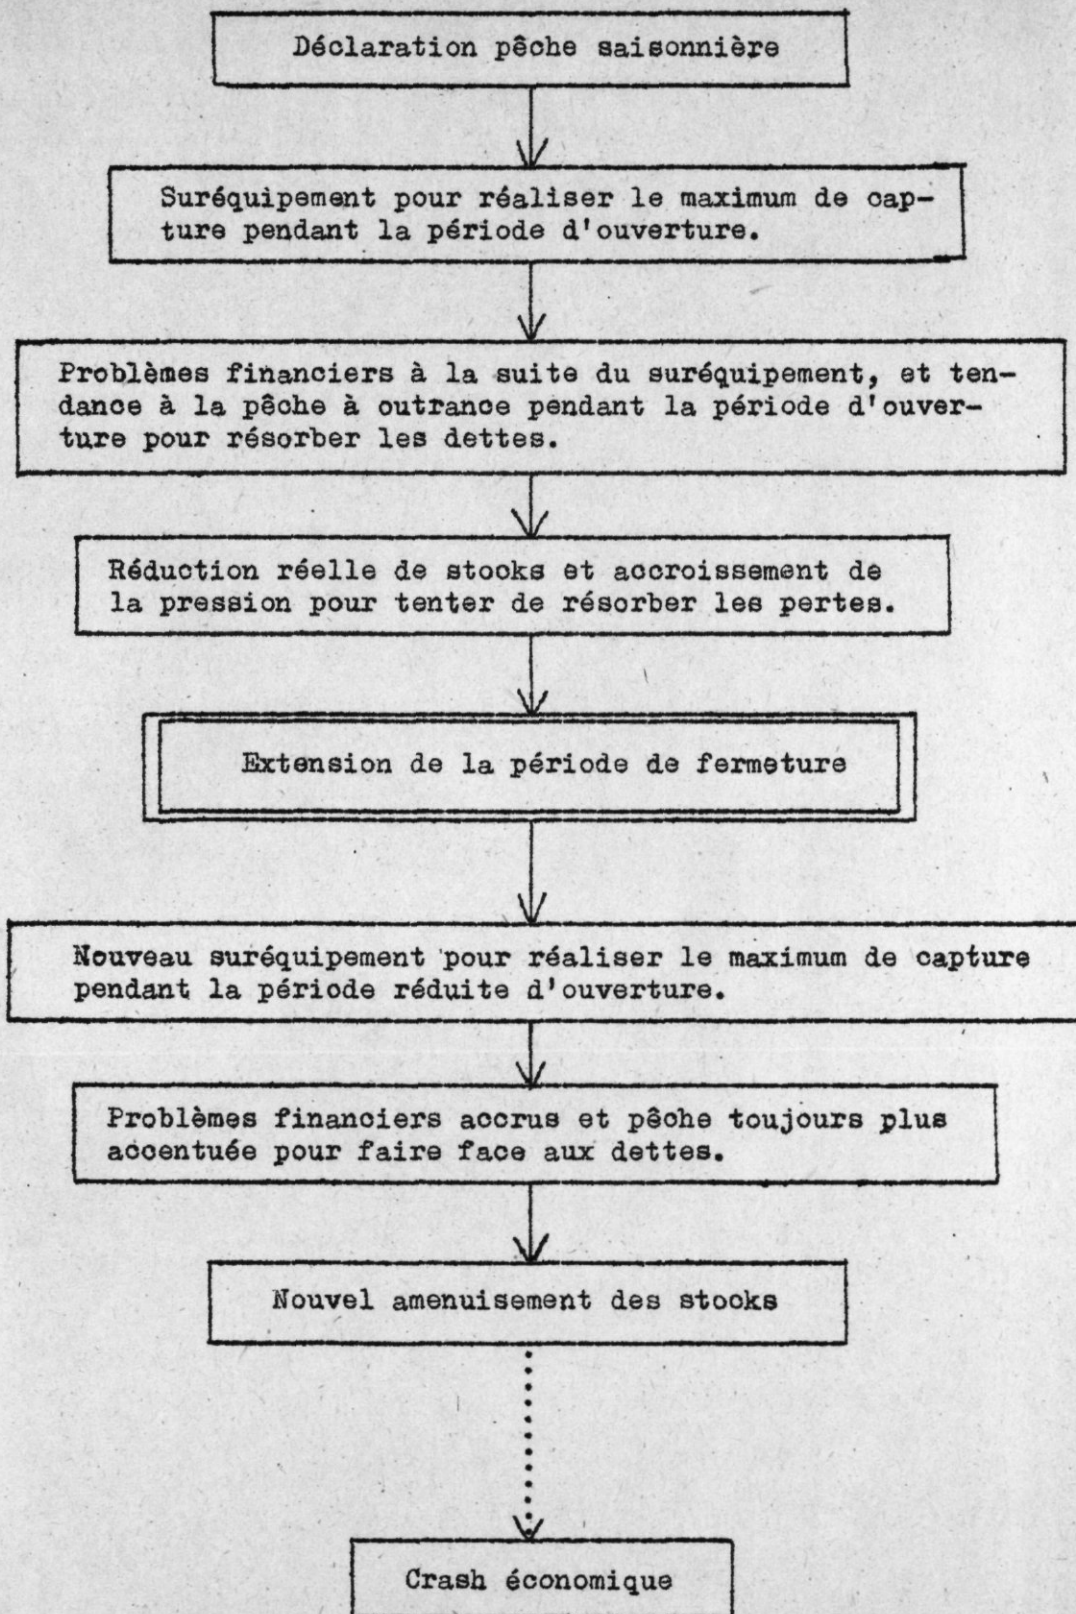 Déclaration pêche saisonnière
Suréquipement pour réaliser le maximum de cap-
ture pendant la période d'ouverture.
Problèmes financiers à la suite du suréquipement, et ten-
dance à la pêche à outrance pendant la période d'ouver-
ture pour résorber les dettes.
Réduction réelle de stocks et accroissement de
la pression pour tenter de résorber les pertes.
Extension de la période de fermeture
Nouveau suréquipement pour réaliser le maximum de capture
pendant la période réduite d'ouverture.
Problèmes financiers accrus et pêche toujours plus
accentuée pour faire face aux dettes.
Nouvel amenuisement des stocks
Crash économique